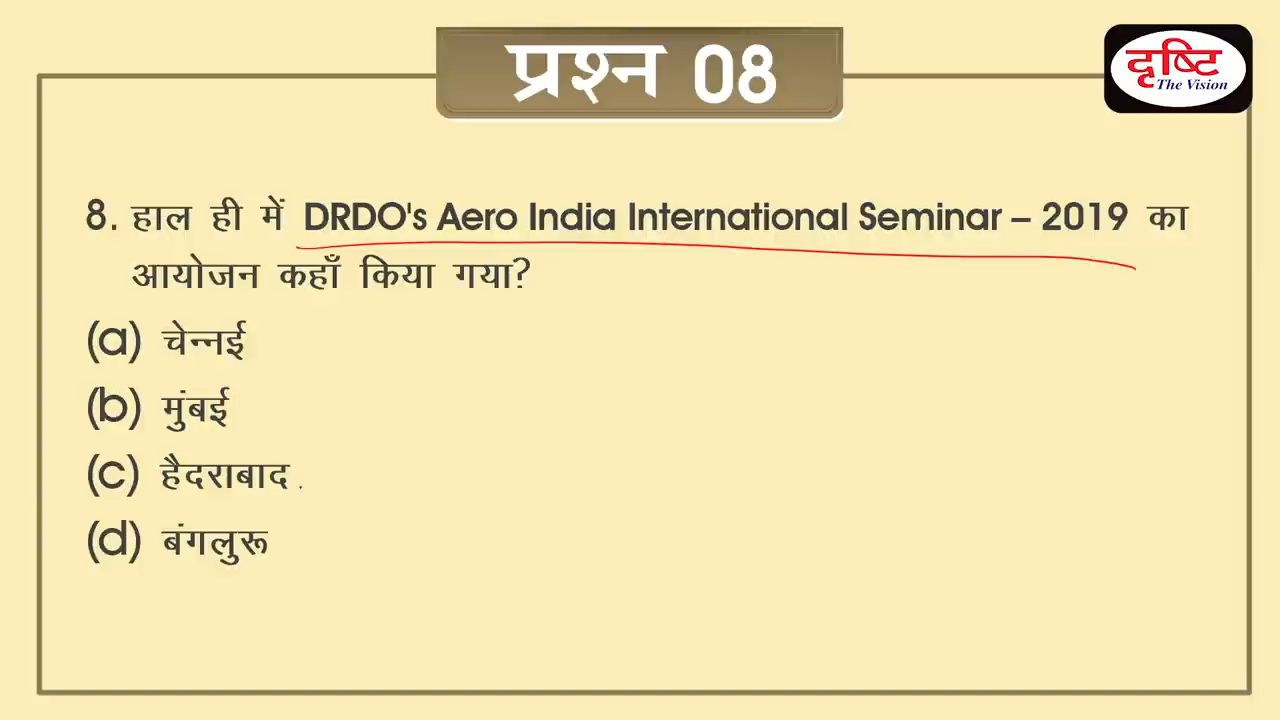 प्रश्न 08
दृष्टि
The Vision
8. हाल ही में DRDO's Aero India International Seminar – 2019 का
आयोजन कहाँ किया गया?
(a) चेन्नई
(b) मुंबई
(c) हैदराबाद
(d) बंगलुरू